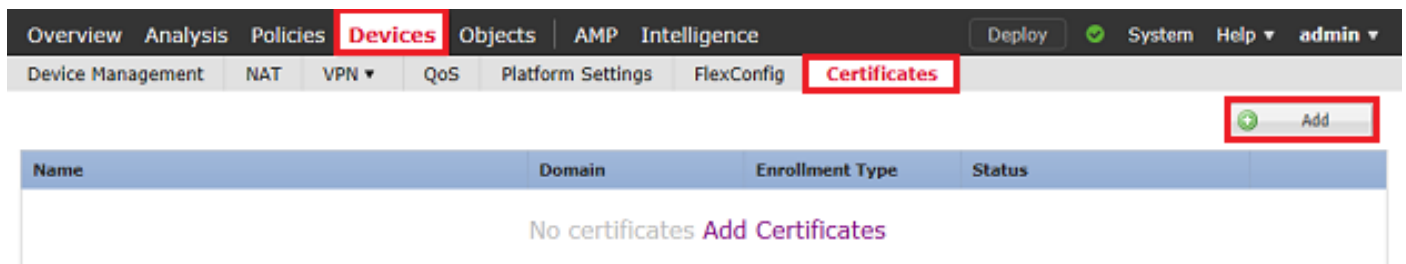 Overview Analysis Policies Devices Objects AMP Intelligence Deploy System Help ▾ admin ▾
Device Management NAT VPN ▾ QoS Platform Settings FlexConfig Certificates
Add
Name Domain Enrollment Type Status
No certificates Add Certificates